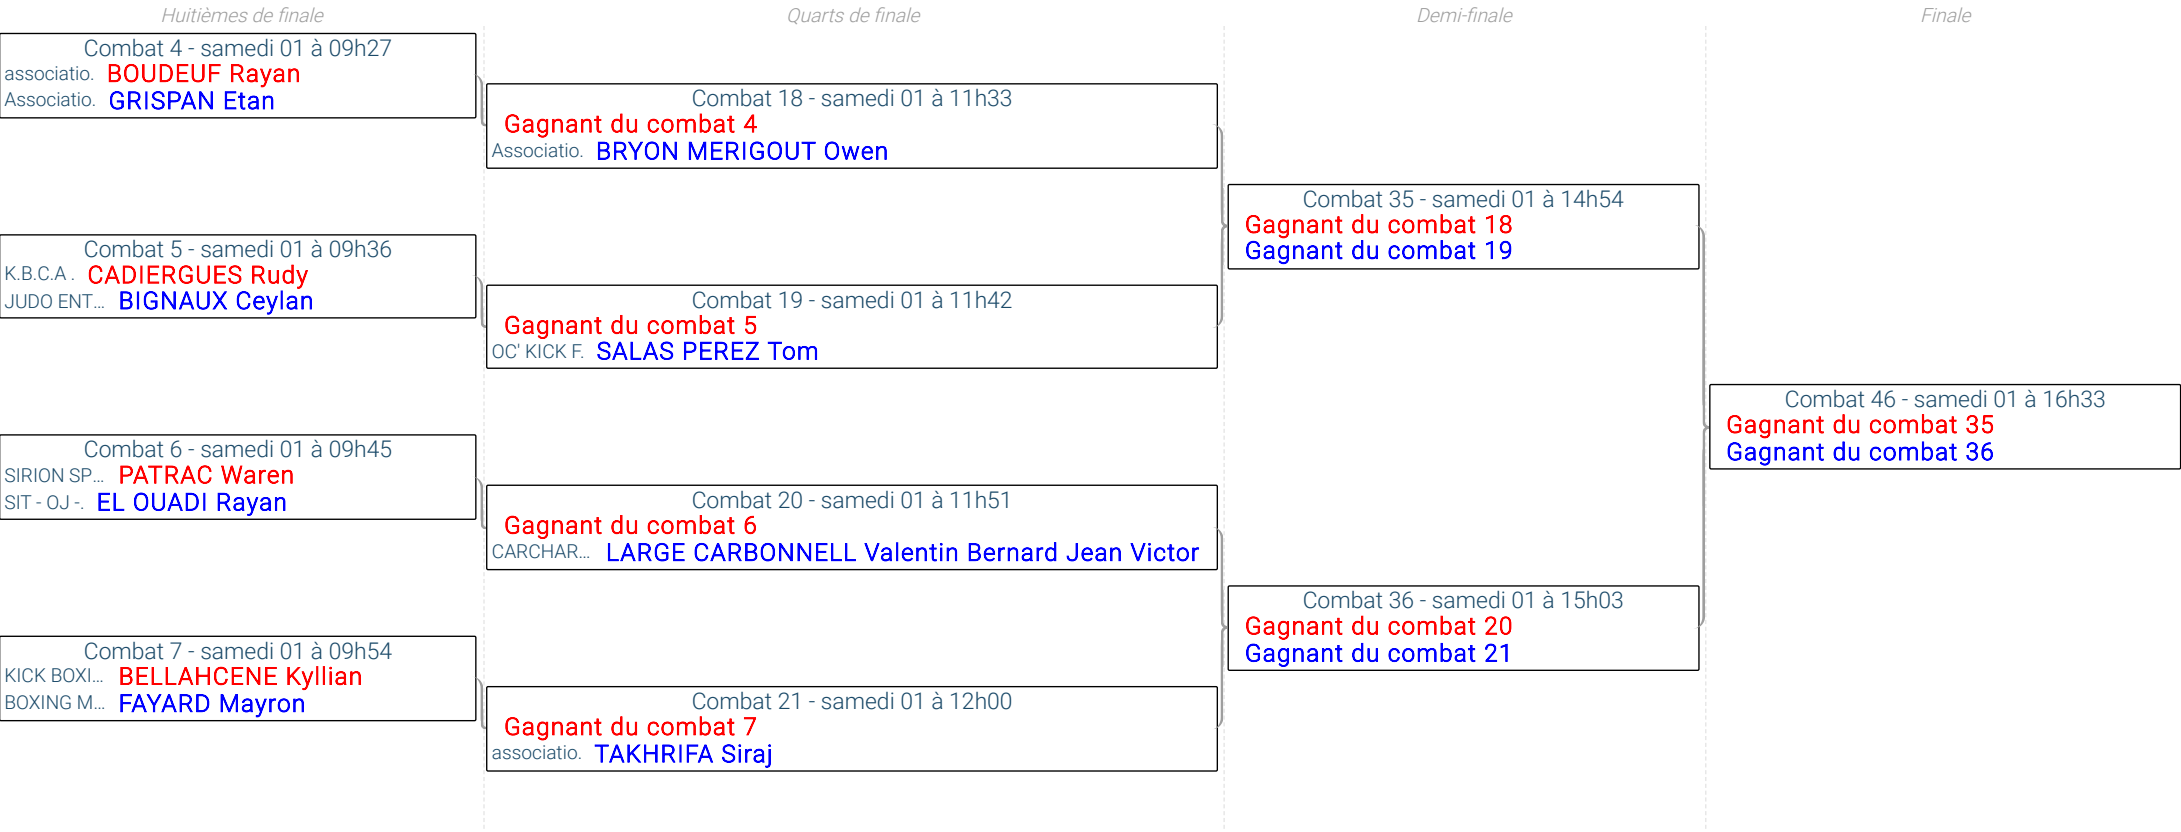 Huitièmes de finale
Quarts de finale
Demi-finale
Finale
Combat 4 - samedi 01 à 09h27
associatio. BOUDEUF Rayan
Associatio. GRISPAN Etan
Combat 5 - samedi 01 à 09h36
K.B.C.A . CADIERGUES Rudy
JUDO ENT... BIGNAUX Ceylan
Combat 6 - samedi 01 à 09h45
SIRION SP... PATRAC Waren
SIT - OJ -. EL OUADI Rayan
Combat 7 - samedi 01 à 09h54
KICK BOXI... BELLAHCENE Kyllian
BOXING M... FAYARD Mayron
Combat 18 - samedi 01 à 11h33
Gagnant du combat 4
Associatio. BRYON MERIGOUT Owen
Combat 19 - samedi 01 à 11h42
Gagnant du combat 5
OC' KICK F. SALAS PEREZ Tom
Combat 20 - samedi 01 à 11h51
Gagnant du combat 6
CARCHAR... LARGE CARBONNELL Valentin Bernard Jean Victor
Combat 21 - samedi 01 à 12h00
Gagnant du combat 7
associatio. TAKHRIFA Siraj
Combat 35 - samedi 01 à 14h54
Gagnant du combat 18
Gagnant du combat 19
Combat 36 - samedi 01 à 15h03
Gagnant du combat 20
Gagnant du combat 21
Combat 46 - samedi 01 à 16h33
Gagnant du combat 35
Gagnant du combat 36